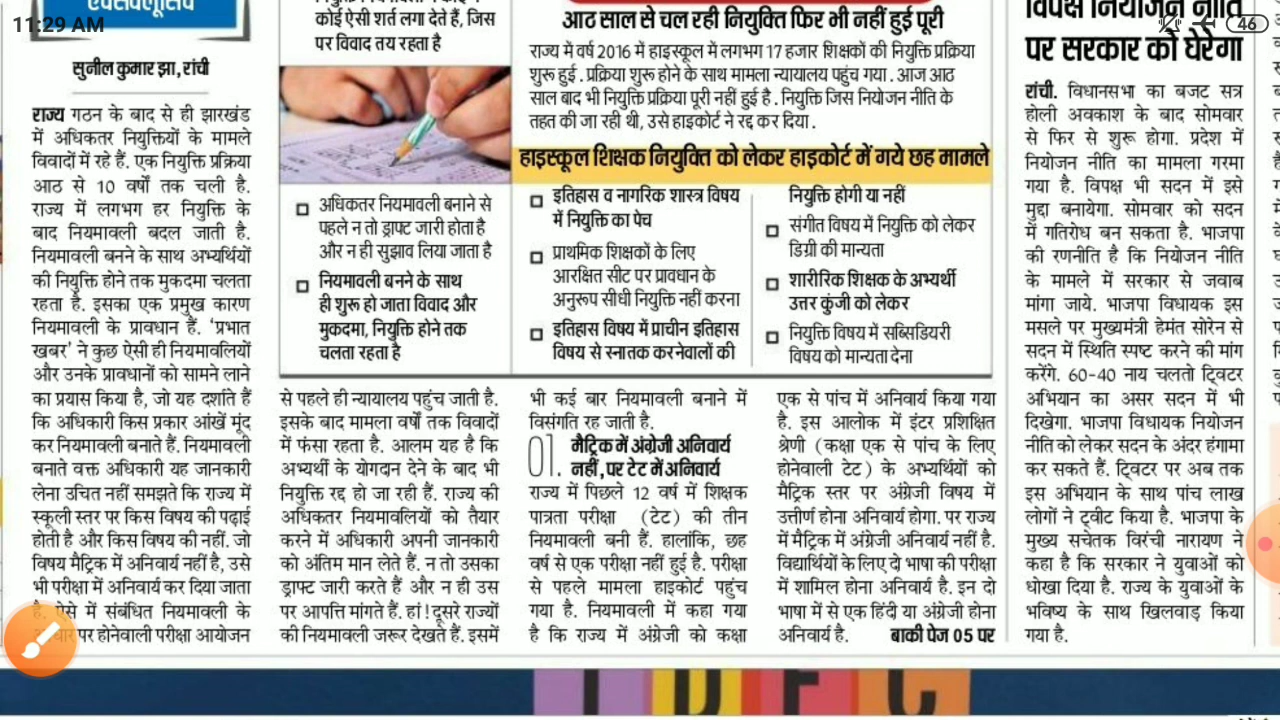 11:29 AM
46
एक्सक्लूसिव
सुनील कुमार झा, रांची
राज्य गठन के बाद से ही झारखंड
में अधिकतर नियुक्तियों के मामले
विवादों में रहे हैं. एक नियुक्ति प्रक्रिया
आठ से 10 वर्षों तक चली है.
राज्य में लगभग हर नियुक्ति के
बाद नियमावली बदल जाती है.
नियमावली बनने के साथ अभ्यर्थियों
की नियुक्ति होने तक मुकदमा चलता
रहता है. इसका एक प्रमुख कारण
नियमावली के प्रावधान हैं. ‘प्रभात
खबर’ ने कुछ ऐसी ही नियमावलियों
और उनके प्रावधानों को सामने लाने
का प्रयास किया है, जो यह दर्शाते हैं
कि अधिकारी किस प्रकार आंखें मूंद
कर नियमावली बनाते हैं. नियमावली
बनाते वक्त अधिकारी यह जानकारी
लेना उचित नहीं समझते कि राज्य में
स्कूली स्तर पर किस विषय की पढ़ाई
होती है और किस विषय की नहीं. जो
विषय मैट्रिक में अनिवार्य नहीं है, उसे
भी परीक्षा में अनिवार्य कर दिया जाता
है. ऐसे में संबंधित नियमावली के
पर होनेवाली परीक्षा आयोजन
कोई ऐसी शर्त लगा देते हैं, जिस
पर विवाद तय रहता है
अधिकतर नियमावली बनाने से
पहले न तो ड्राफ्ट जारी होता है
और न ही सुझाव लिया जाता है
नियमावली बनने के साथ
ही शुरू हो जाता विवाद और
मुकदमा, नियुक्ति होने तक
चलता रहता है
आठ साल से चल रही नियुक्ति फिर भी नहीं हुई पूरी
राज्य में वर्ष 2016 में हाइस्कूल में लगभग 17 हजार शिक्षकों की नियुक्ति प्रक्रिया
शुरू हुई . प्रक्रिया शुरू होने के साथ मामला न्यायालय पहुंच गया . आज आठ
साल बाद भी नियुक्ति प्रक्रिया पूरी नहीं हुई है . नियुक्ति जिस नियोजन नीति के
तहत की जा रही थी, उसे हाइकोर्ट ने रद्द कर दिया .
हाइस्कूल शिक्षक नियुक्ति को लेकर हाइकोर्ट में गये छह मामले
इतिहास व नागरिक शास्त्र विषय
में नियुक्ति का पेच
प्राथमिक शिक्षकों के लिए
आरक्षित सीट पर प्रावधान के
अनुरूप सीधी नियुक्ति नहीं करना
इतिहास विषय में प्राचीन इतिहास
विषय से स्नातक करनेवालों की
नियुक्ति होगी या नहीं
संगीत विषय में नियुक्ति को लेकर
डिग्री की मान्यता
शारीरिक शिक्षक के अभ्यर्थी
उत्तर कुंजी को लेकर
नियुक्ति विषय में सब्सिडियरी
विषय को मान्यता देना
से पहले ही न्यायालय पहुंच जाती है.
इसके बाद मामला वर्षों तक विवादों
में फंसा रहता है. आलम यह है कि
अभ्यर्थी के योगदान देने के बाद भी
नियुक्ति रद्द हो जा रही हैं. राज्य की
अधिकतर नियमावलियों को तैयार
करने में अधिकारी अपनी जानकारी
को अंतिम मान लेते हैं. न तो उसका
ड्राफ्ट जारी करते हैं और न ही उस
पर आपत्ति मांगते हैं. हां ! दूसरे राज्यों
की नियमावली जरूर देखते हैं. इसमें
भी कई बार नियमावली बनाने में
विसंगति रह जाती है.
01. मैट्रिक में अंग्रेजी अनिवार्य
नहीं, पर टेट में अनिवार्य
राज्य में पिछले 12 वर्ष में शिक्षक
पात्रता परीक्षा (टेट) की तीन
नियमावली बनी हैं. हालांकि, छह
वर्ष से एक परीक्षा नहीं हुई है. परीक्षा
से पहले मामला हाइकोर्ट पहुंच
गया है. नियमावली में कहा गया
है कि राज्य में अंग्रेजी को कक्षा
एक से पांच में अनिवार्य किया गया
है. इस आलोक में इंटर प्रशिक्षित
श्रेणी (कक्षा एक से पांच के लिए
होनेवाली टेट) के अभ्यर्थियों को
मैट्रिक स्तर पर अंग्रेजी विषय में
उत्तीर्ण होना अनिवार्य होगा. पर राज्य
में मैट्रिक में अंग्रेजी अनिवार्य नहीं है.
विद्यार्थियों के लिए दो भाषा की परीक्षा
में शामिल होना अनिवार्य है. इन दो
भाषा में से एक हिंदी या अंग्रेजी होना
अनिवार्य है. बाकी पेज 05 पर
विपक्ष नियोजन नीति
पर सरकार को घेरेगा
रांची. विधानसभा का बजट सत्र
होली अवकाश के बाद सोमवार
से फिर से शुरू होगा. प्रदेश में
नियोजन नीति का मामला गरमा
गया है. विपक्ष भी सदन में इसे
मुद्दा बनायेगा. सोमवार को सदन
में गतिरोध बन सकता है. भाजपा
की रणनीति है कि नियोजन नीति
के मामले में सरकार से जवाब
मांगा जाये. भाजपा विधायक इस
मसले पर मुख्यमंत्री हेमंत सोरेन से
सदन में स्थिति स्पष्ट करने की मांग
करेंगे. 60-40 नाय चलतो ट्विटर
अभियान का असर सदन में भी
दिखेगा. भाजपा विधायक नियोजन
नीति को लेकर सदन के अंदर हंगामा
कर सकते हैं. ट्विटर पर अब तक
इस अभियान के साथ पांच लाख
लोगों ने ट्वीट किया है. भाजपा के
मुख्य सचेतक विरंची नारायण ने
कहा है कि सरकार ने युवाओं को
धोखा दिया है. राज्य के युवाओं के
भविष्य के साथ खिलवाड़ किया
गया है.